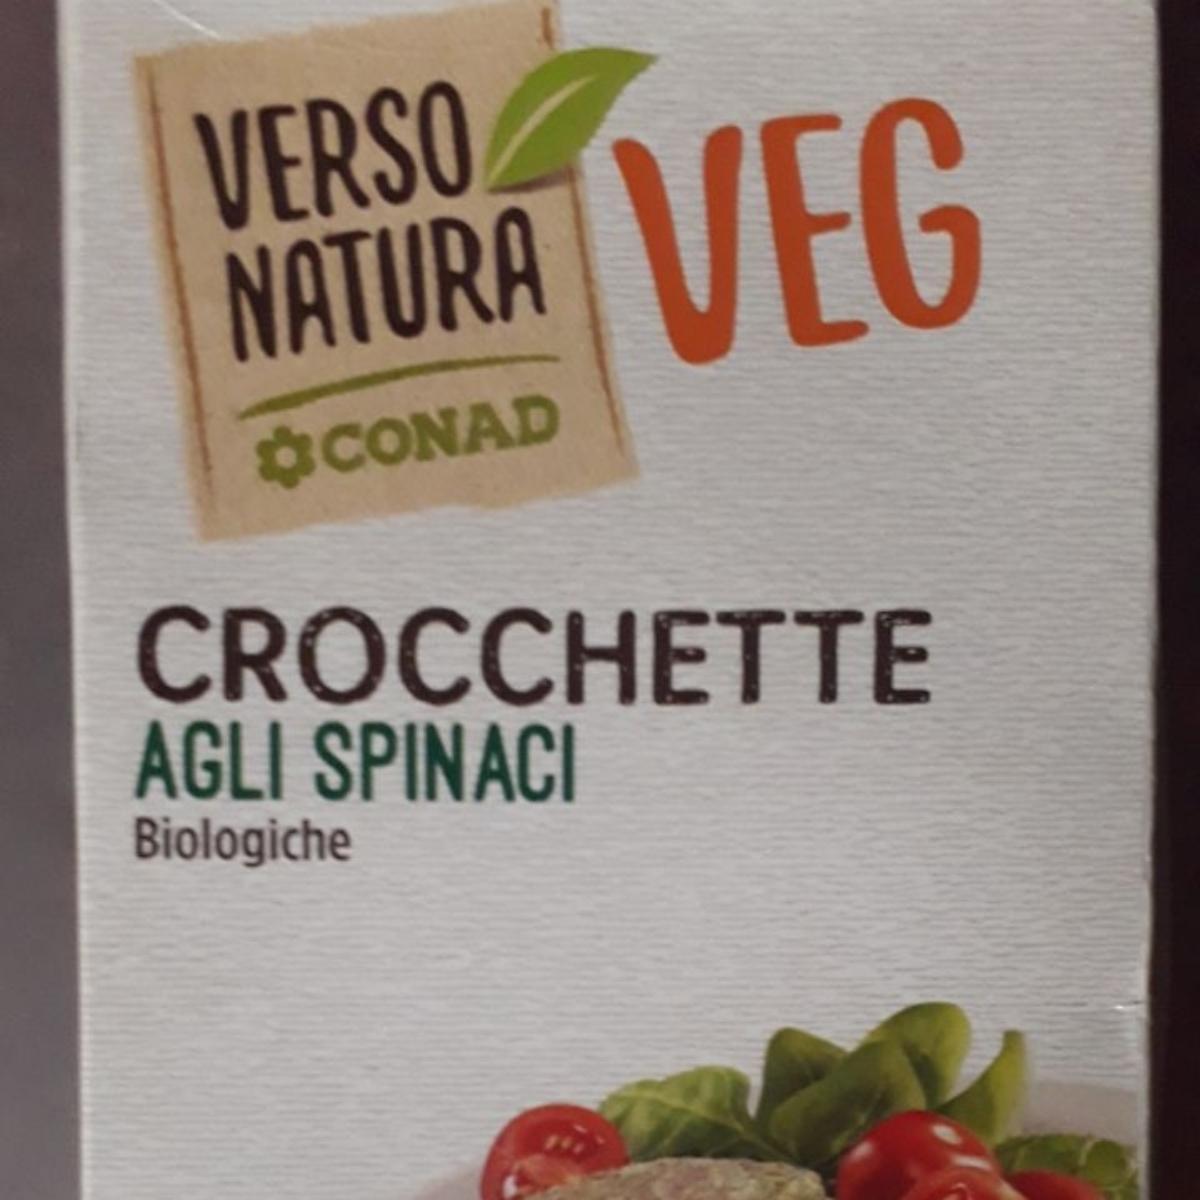 VERSO
NATURA
CONAD
VEG
CROCCHETTE
AGLI SPINACI
Biologiche